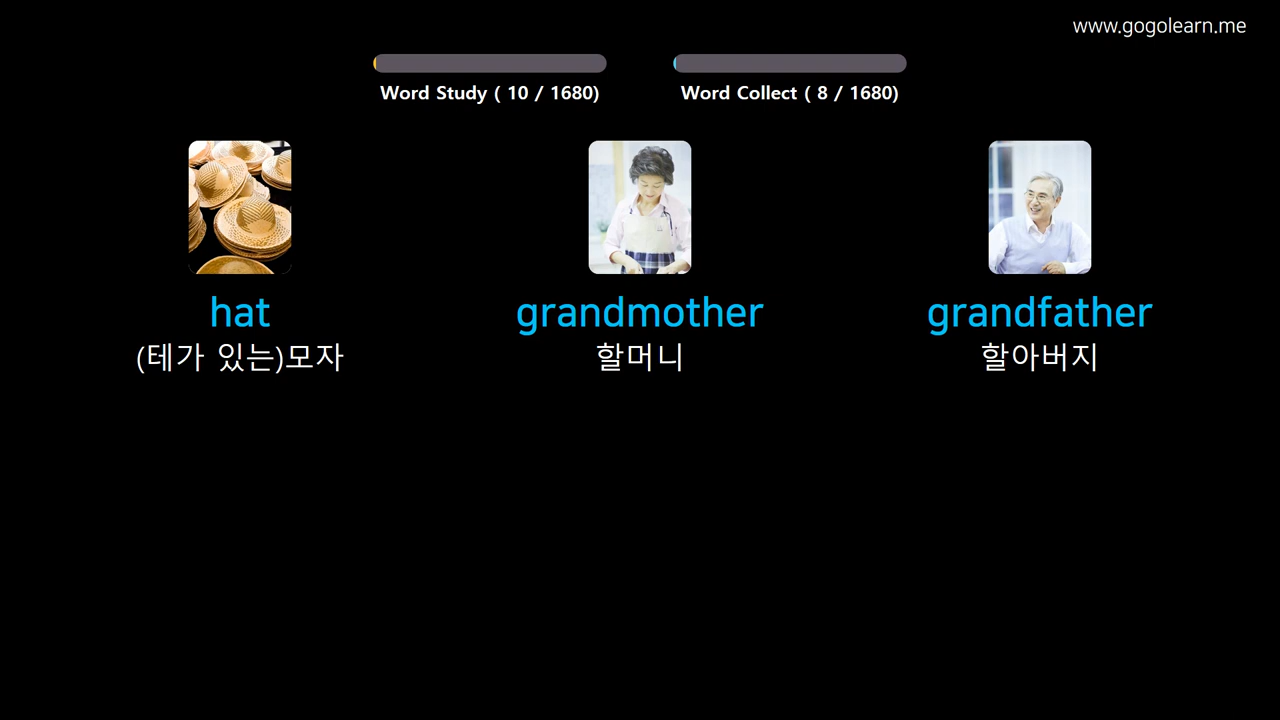 www.gogolearn.me
Word Study ( 10 / 1680)
Word Collect ( 8 / 1680)
hat
(테가 있는)모자
grandmother
할머니
grandfather
할아버지